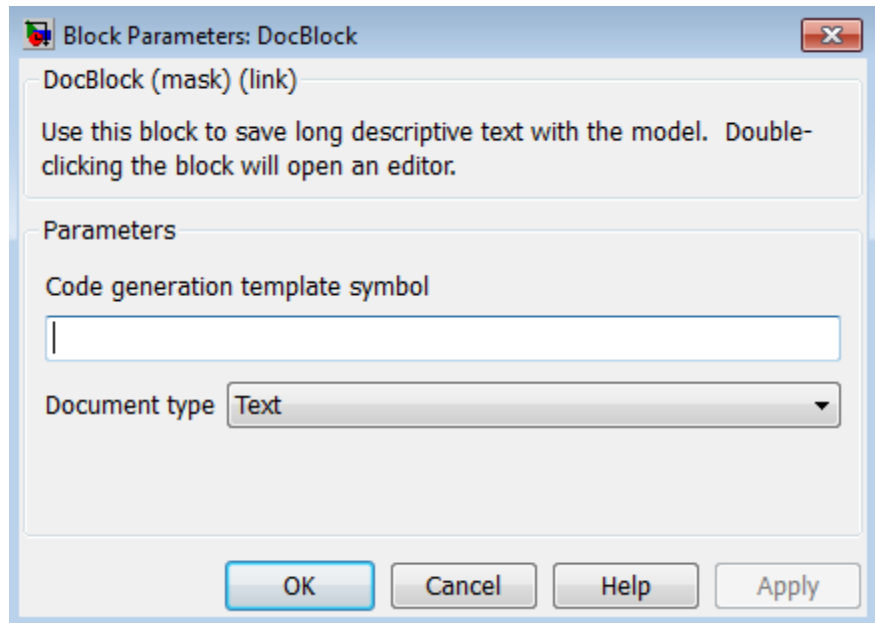 Block Parameters: DocBlock
DocBlock (mask) (link)
Use this block to save long descriptive text with the model.  Double-
clicking the block will open an editor.
Parameters
Code generation template symbol
Document type Text
OK Cancel Help Apply